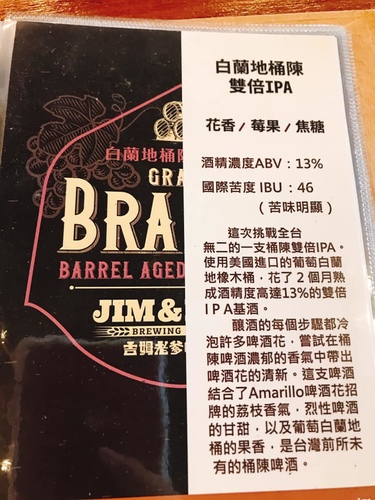 白蘭地桶陳
GRA
BRA
BARREL AGED
JIM &
BREWING
吉姆老爹
白蘭地桶陳
雙倍IPA
花香 / 莓果 / 焦糖
酒精濃度ABV：13%
國際苦度 IBU：46
（苦味明顯）
這次挑戰全台
無二的一支桶陳雙倍IPA。
使用美國進口的葡萄白蘭
地橡木桶，花了２個月熟
成酒精度高達13%的雙倍
ＩＰＡ基酒。
釀酒的每個步驟都冷
泡許多啤酒花，嘗試在桶
陳啤酒濃郁的香氣中帶出
啤酒花的清新。這支啤酒
結合了Amarillo啤酒花招
牌的荔枝香氣，烈性啤酒
的甘甜，以及葡萄白蘭地
桶的果香，是台灣前所未
有的桶陳啤酒。